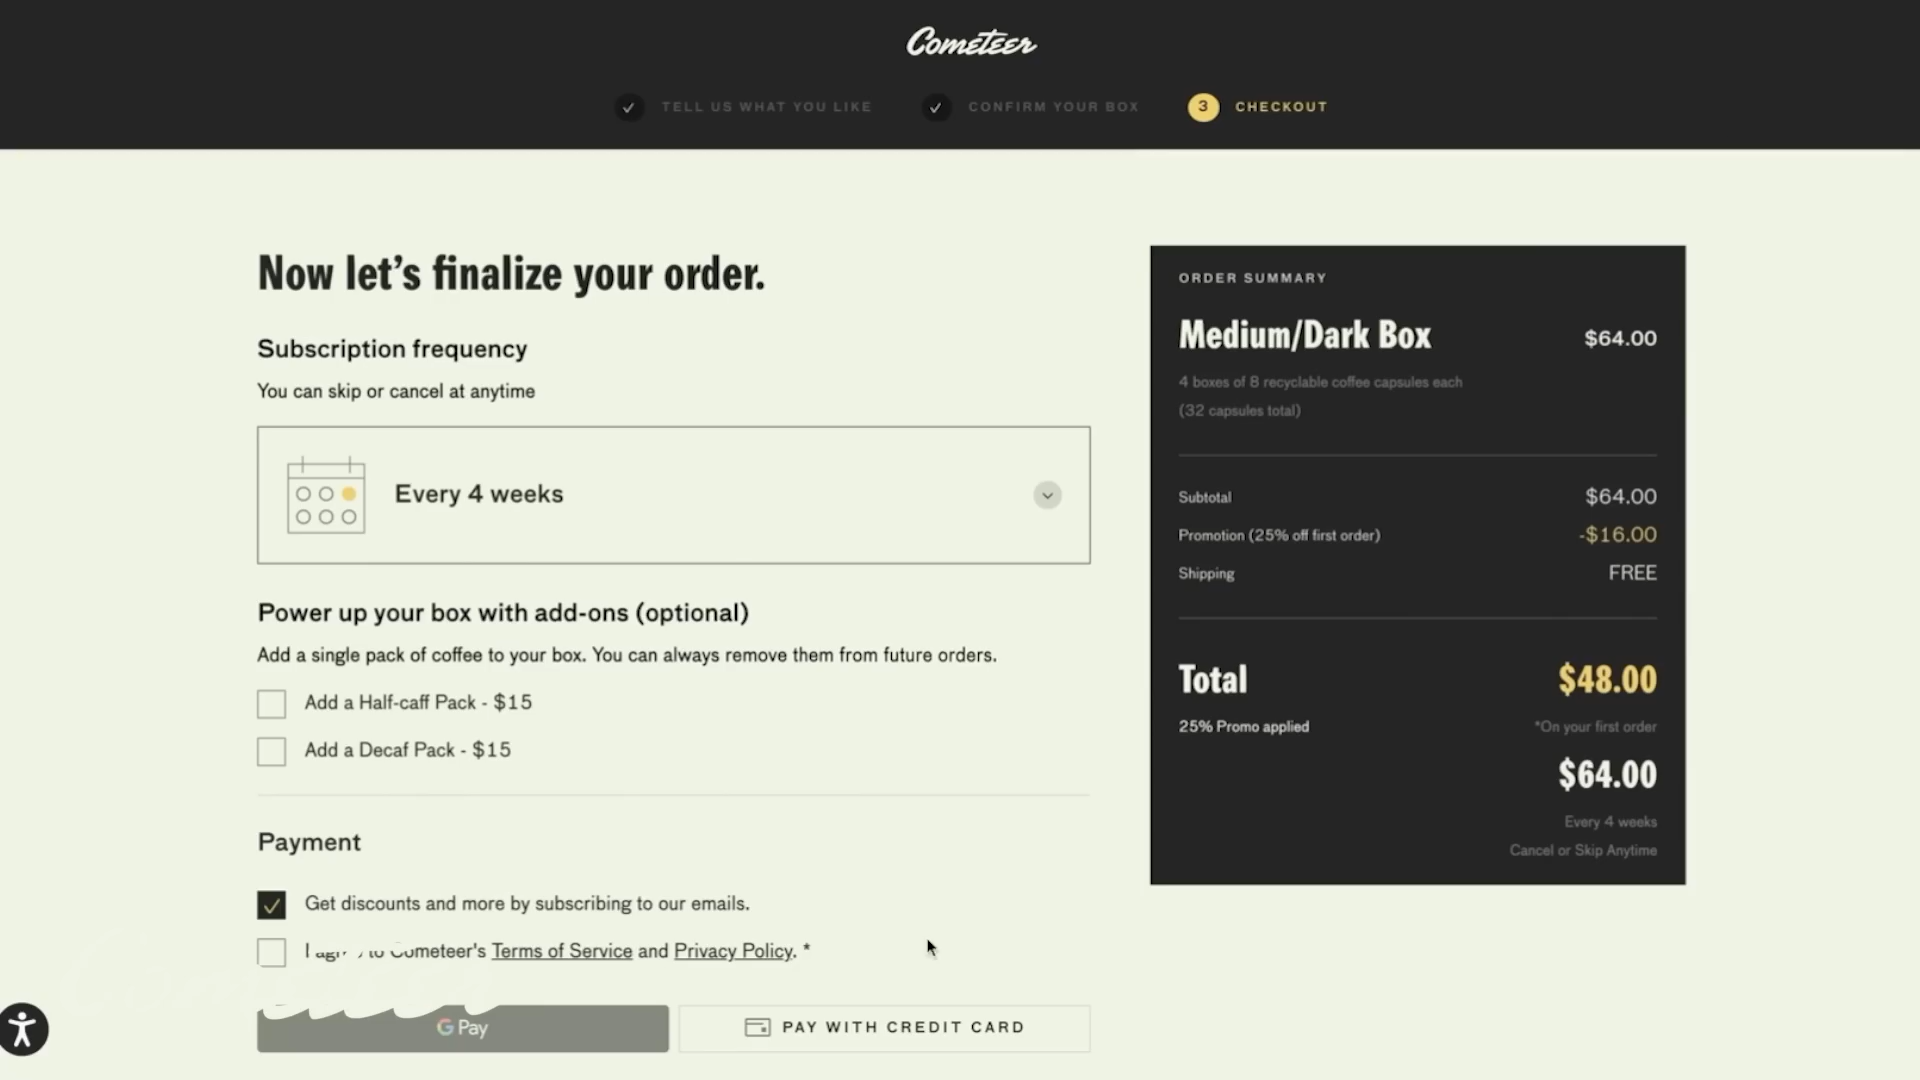 Cometeer
TELL US WHAT YOU LIKE
CONFIRM YOUR BOX
3 CHECKOUT
Now let's finalize your order.
Subscription frequency
You can skip or cancel at anytime
Every 4 weeks
Power up your box with add-ons (optional)
Add a single pack of coffee to your box. You can always remove them from future orders.
Add a Half-caff Pack - $15
Add a Decaf Pack - $15
Payment
Get discounts and more by subscribing to our emails.
I Cometeer's Terms of Service and Privacy Policy. *
G Pay
PAY WITH CREDIT CARD
ORDER SUMMARY
Medium/Dark Box $64.00
4 boxes of 8 recyclable coffee capsules each
(32 capsules total)
Subtotal $64.00
Promotion (25% off first order) -$16.00
Shipping FREE
Total $48.00
25% Promo applied *On your first order
$64.00
Every 4 weeks
Cancel or Skip Anytime